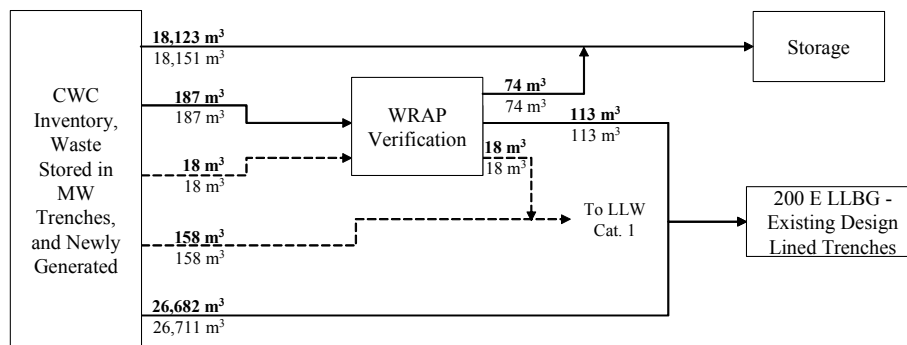 CWC
Inventory,
Waste
Stored in
MW
Trenches,
and Newly
Generated
18,123 m³
18,151 m³
187 m³
187 m³
18 m³
18 m³
158 m³
158 m³
26,682 m³
26,711 m³
WRAP
Verification
74 m³
74 m³
113 m³
113 m³
18 m³
18 m³
To LLW
Cat. 1
Storage
200 E LLBG -
Existing Design
Lined Trenches